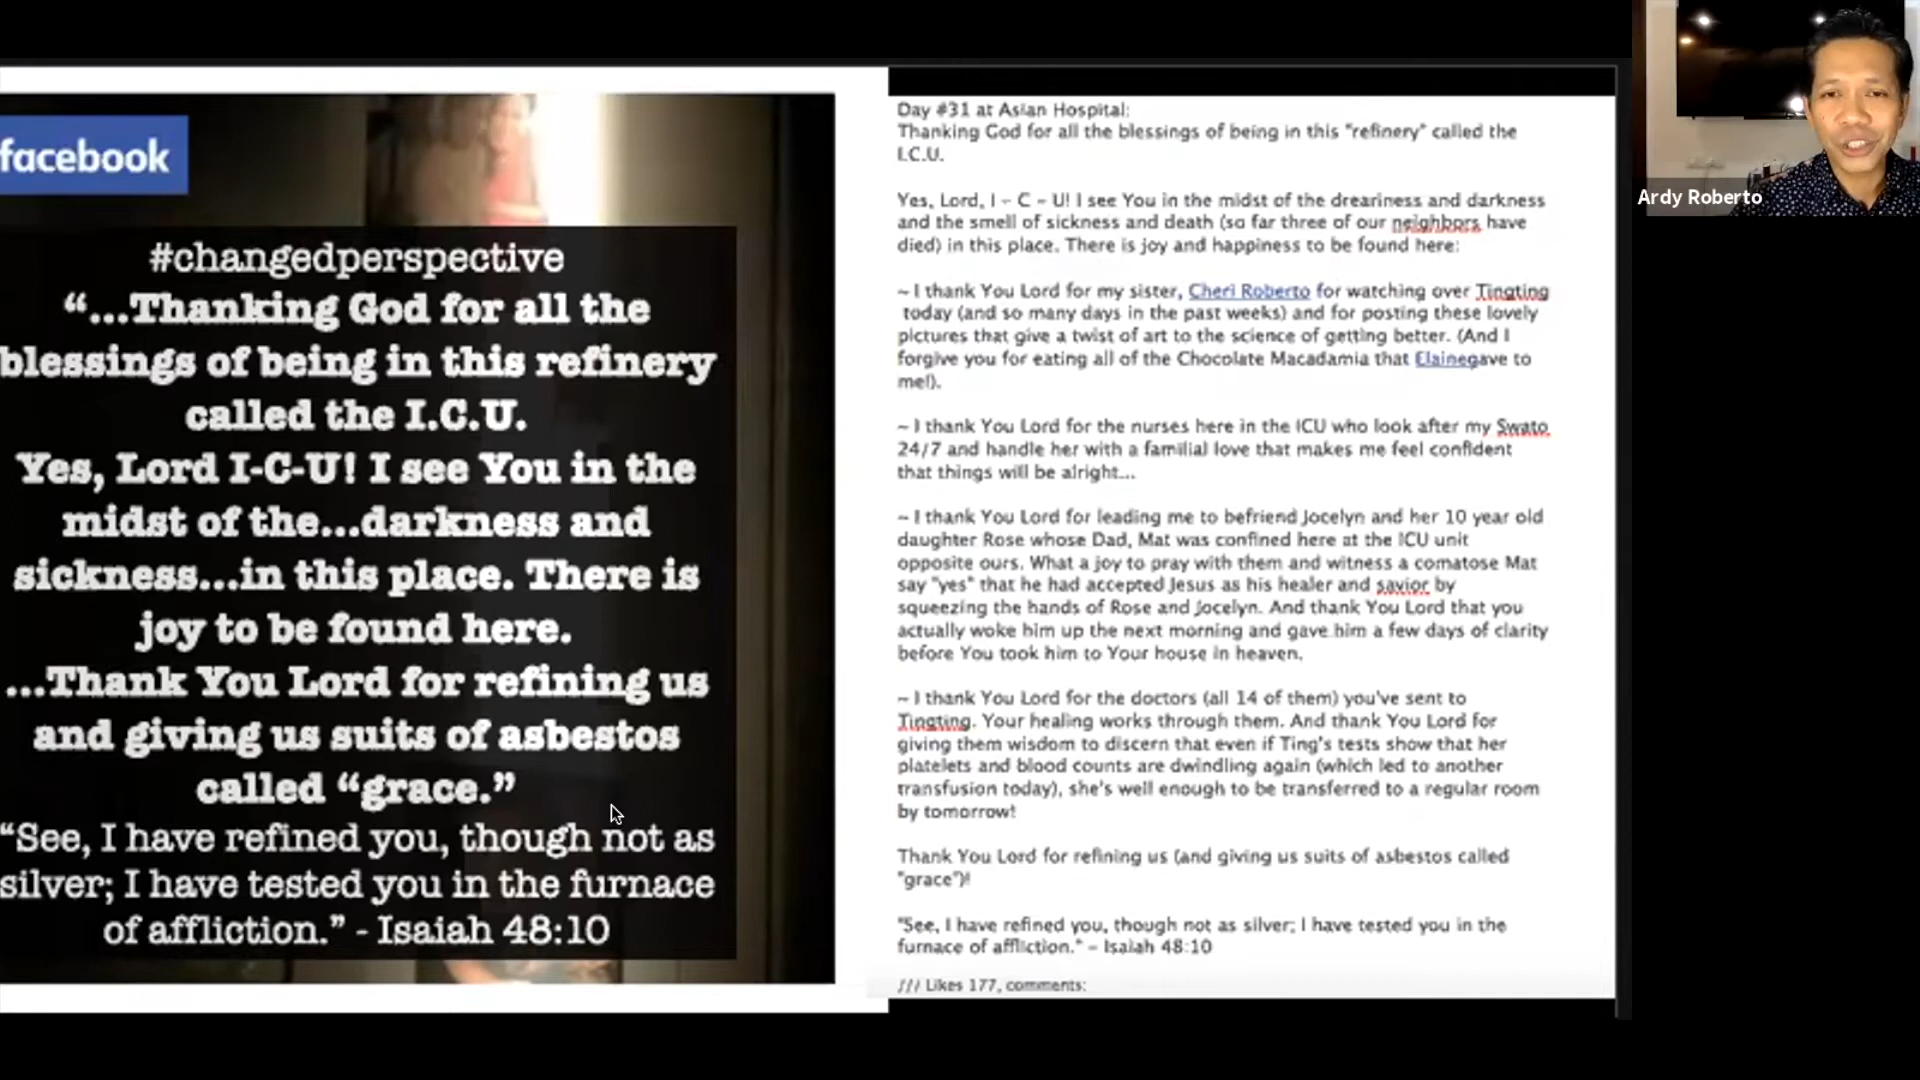 facebook
#changedperspective
“...Thanking God for all the
blessings of being in this refinery
called the I.C.U.
Yes, Lord I-C-U! I see You in the
midst of the...darkness and
sickness...in this place. There is
joy to be found here.
...Thank You Lord for refining us
and giving us suits of asbestos
called “grace.”
“See, I have refined you, though not as
silver; I have tested you in the furnace
of affliction.” - Isaiah 48:10
Day #31 at Asian Hospital:
Thanking God for all the blessings of being in this "refinery" called the
I.C.U.
Yes, Lord, I – C – U! I see You in the midst of the dreariness and darkness
and the smell of sickness and death (so far three of our neighbors have
died) in this place. There is joy and happiness to be found here:
~ I thank You Lord for my sister, Cheri Roberto for watching over Tingting
today (and so many days in the past weeks) and for posting these lovely
pictures that give a twist of art to the science of getting better. (And I
forgive you for eating all of the Chocolate Macadamia that Elainegave to
me!).
~ I thank You Lord for the nurses here in the ICU who look after my Swato
24/7 and handle her with a familial love that makes me feel confident
that things will be alright...
~ I thank You Lord for leading me to befriend Jocelyn and her 10 year old
daughter Rose whose Dad, Mat was confined here at the ICU unit
opposite ours. What a joy to pray with them and witness a comatose Mat
say "yes" that he had accepted Jesus as his healer and savior by
squeezing the hands of Rose and Jocelyn. And thank You Lord that you
actually woke him up the next morning and gave him a few days of clarity
before You took him to Your house in heaven.
~ I thank You Lord for the doctors (all 14 of them) you've sent to
Tingting. Your healing works through them. And thank You Lord for
giving them wisdom to discern that even if Ting's tests show that her
platelets and blood counts are dwindling again (which led to another
transfusion today), she's well enough to be transferred to a regular room
by tomorrow!
Thank You Lord for refining us (and giving us suits of asbestos called
"grace")!
"See, I have refined you, though not as silver; I have tested you in the
furnace of affliction." – Isaiah 48:10
/// Likes 177, comments:
Ardy Roberto